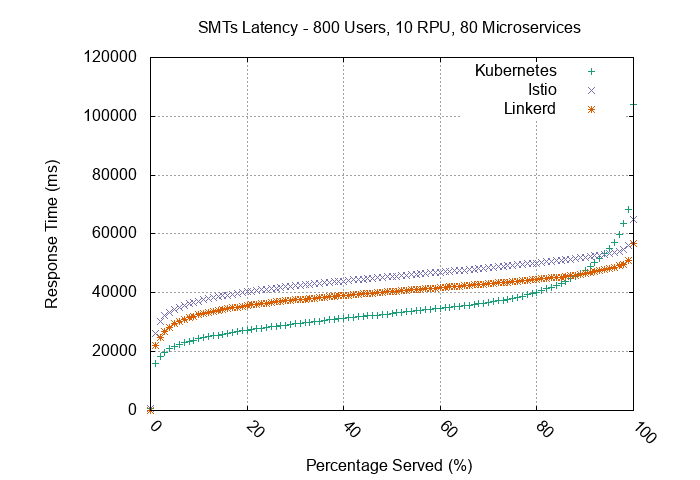 SMTs Latency - 800 Users, 10 RPU, 80 Microservices
120000
100000
80000
60000
40000
20000
0
Response Time (ms)
Kubernetes
Istio
Linkerd
0
20
40
60
80
100
Percentage Served (%)